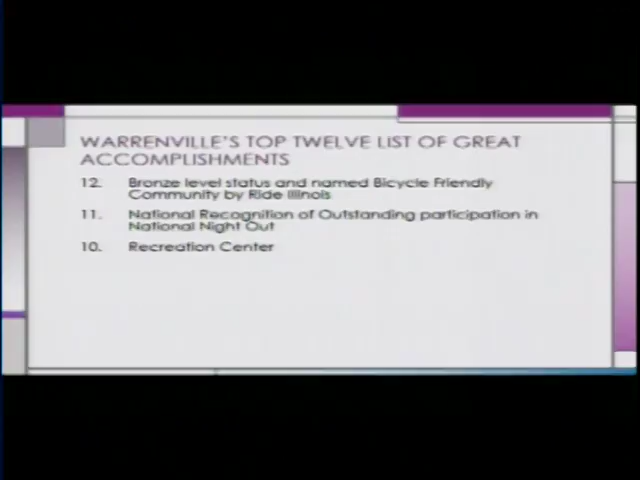 WARRENVILLE'S TOP TWELVE LIST OF GREAT
ACCOMPLISHMENTS
12. Bronze level status and named Bicycle Friendly
Community by Ride Illinois
11. National Recognition of Outstanding participation in
National Night Out
10. Recreation Center